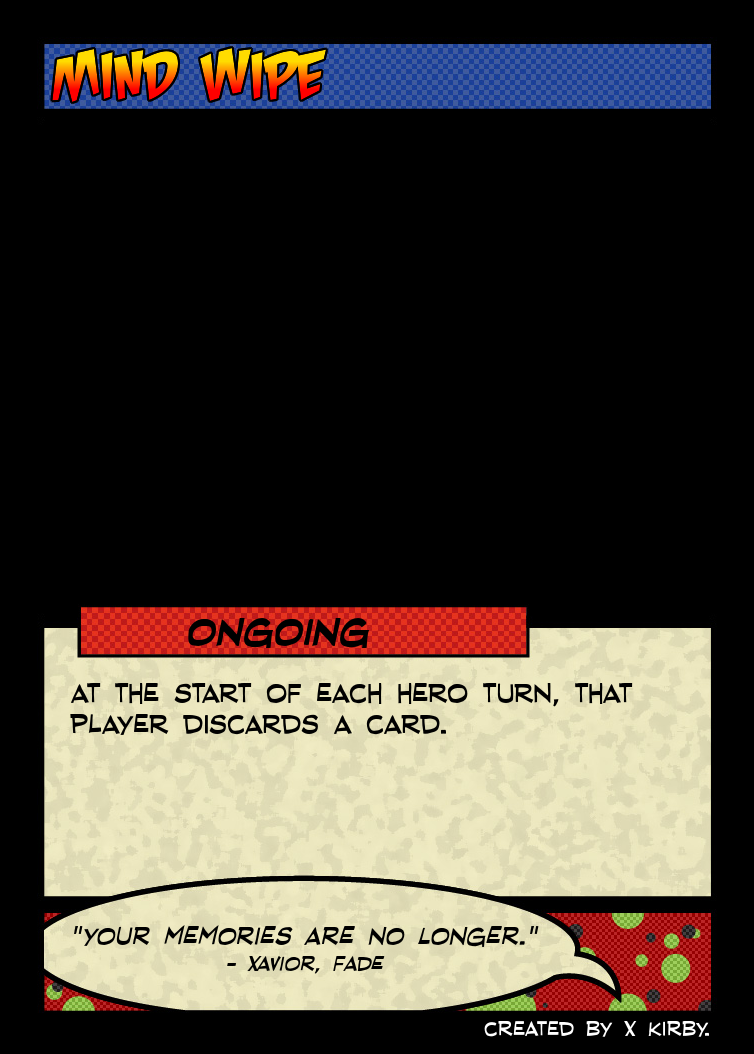 MIND WIPE
ONGOING
AT THE START OF EACH HERO TURN, THAT
PLAYER DISCARDS A CARD.
"YOUR MEMORIES ARE NO LONGER."
- XAVIOR, FADE
CREATED BY X KIRBY.